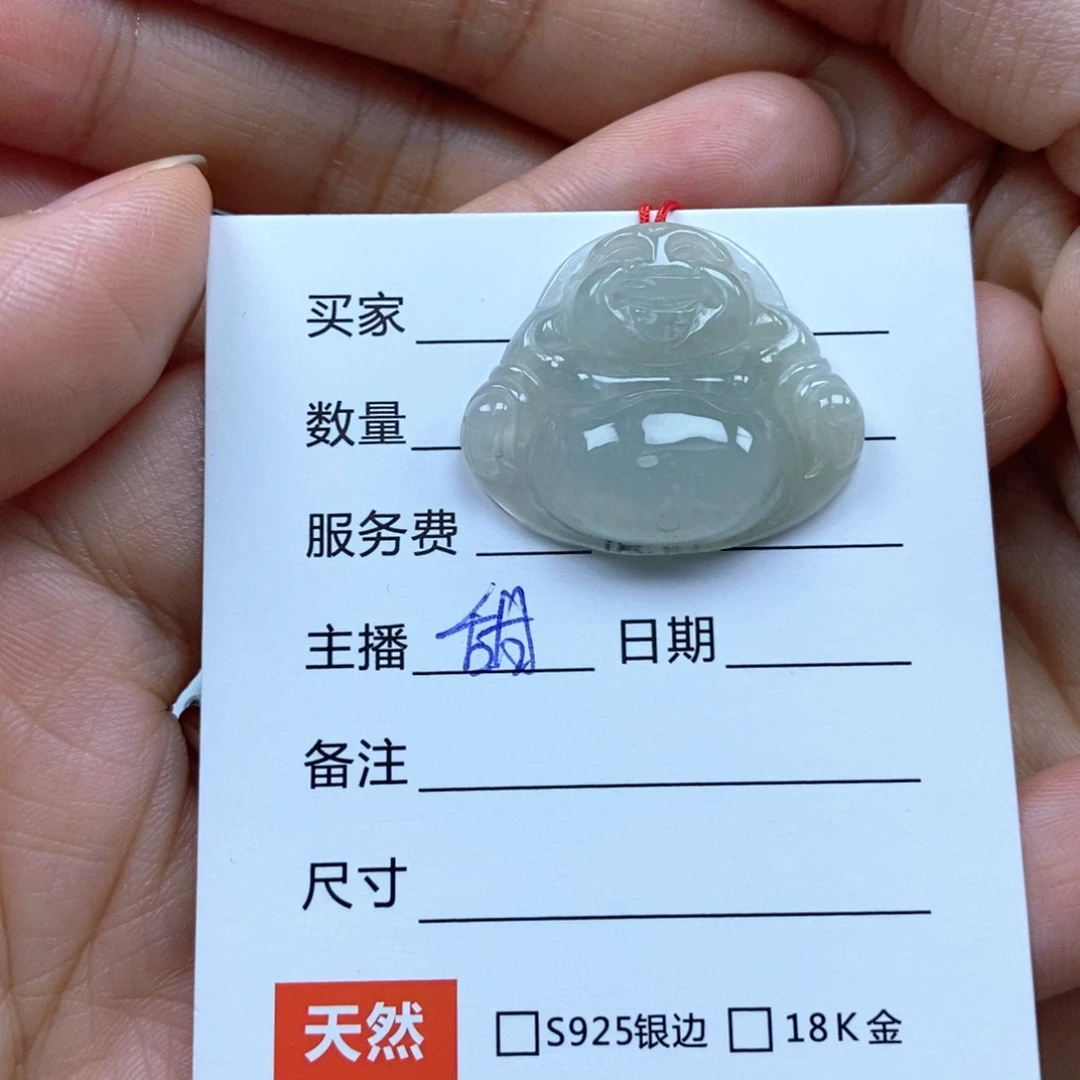 买家
数量
服务费
主播 甜 日期
备注
尺寸
天然 □S925银边 □18K金